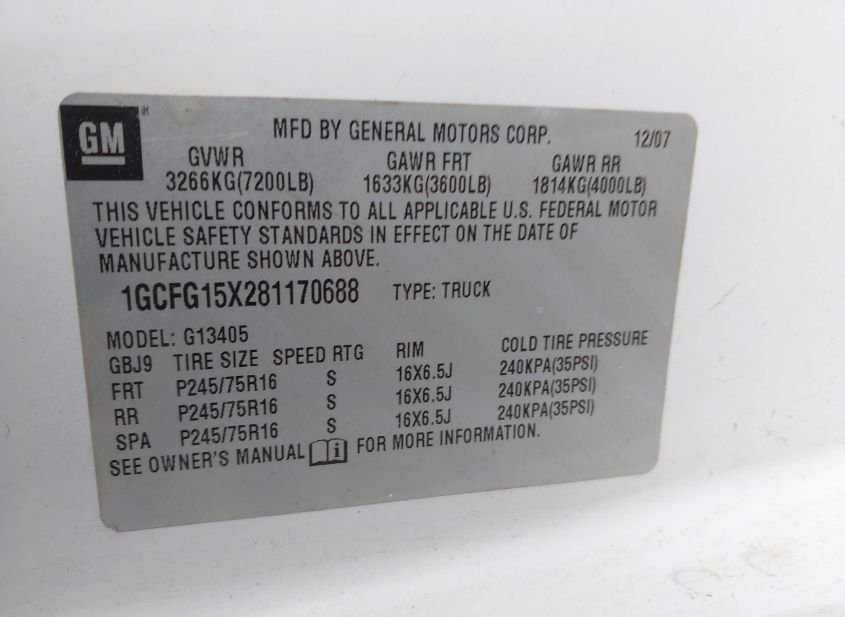 GM ® MFD BY GENERAL MOTORS CORP. 12/07
GVWR GAWR FRT GAWR RR
3266KG(7200LB) 1633KG(3600LB) 1814KG(4000LB)
THIS VEHICLE CONFORMS TO ALL APPLICABLE U.S. FEDERAL MOTOR
VEHICLE SAFETY STANDARDS IN EFFECT ON THE DATE OF
MANUFACTURE SHOWN ABOVE.
1GCFG15X281170688 TYPE: TRUCK
MODEL: G13405
GBJ9 TIRE SIZE SPEED RTG RIM COLD TIRE PRESSURE
FRT P245/75R16 S 16X6.5J 240KPA(35PSI)
RR P245/75R16 S 16X6.5J 240KPA(35PSI)
SPA P245/75R16 S 16X6.5J 240KPA(35PSI)
SEE OWNER'S MANUAL i FOR MORE INFORMATION.